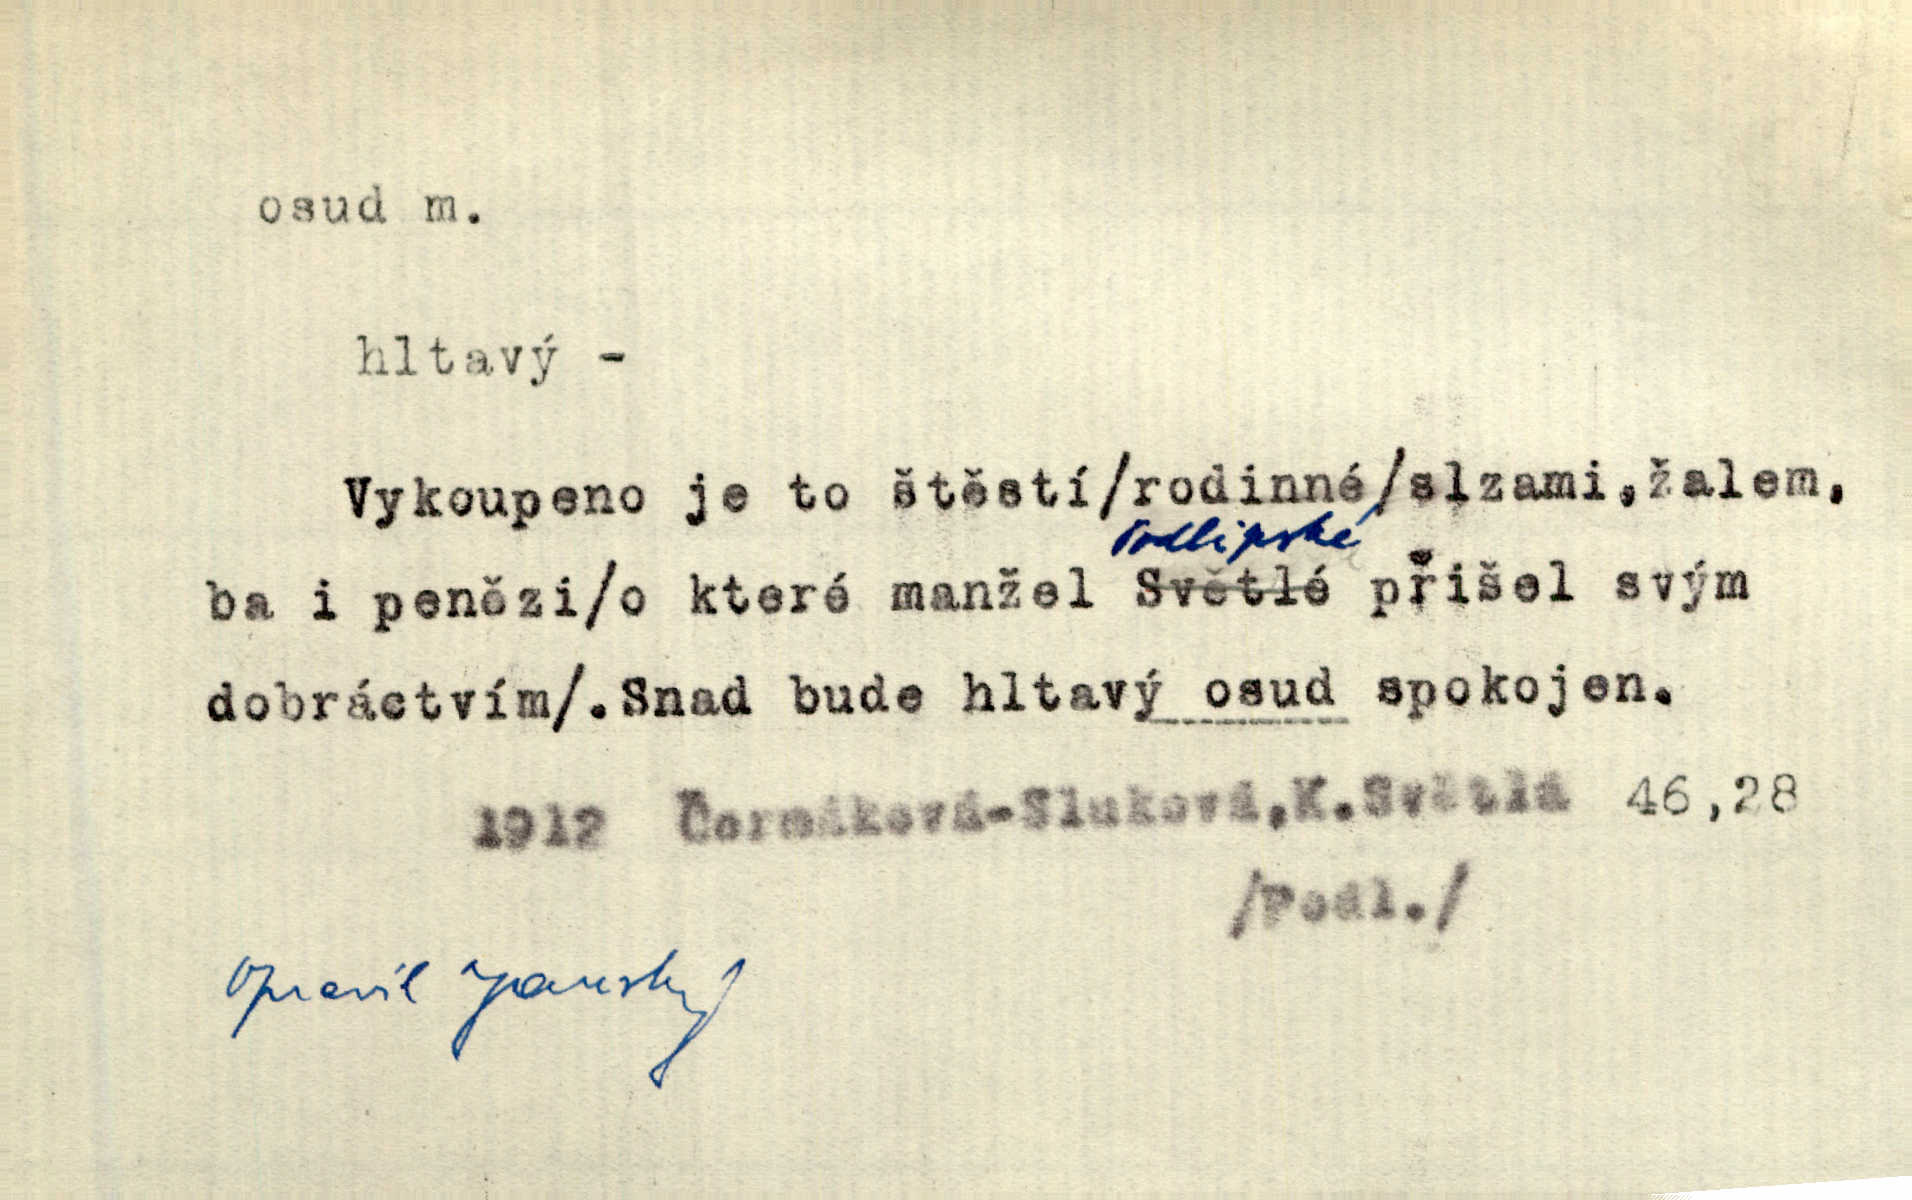 osud m.
hltavý -
Vykoupeno je to štěstí/rodinné/slzami,žalem,
Podlipské
ba i penězi/o které manžel Světlé přišel svým
dobráctvím/.Snad bude hltavý osud spokojen.
1912 Čermáková-Sluková,K.Světlá 46,28
/Podl./
Opravil